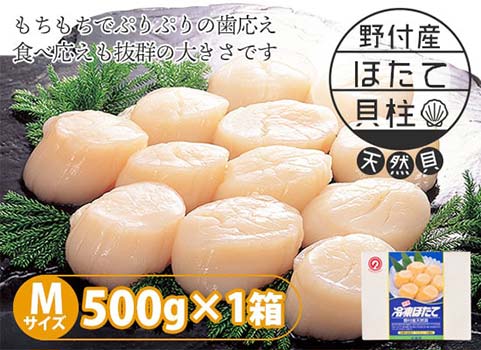 もちもちでぷりぷりの歯応え
食べ応えも抜群の大きさです
野付産
ほたて
貝柱
天然貝
Mサイズ
500g×1箱
冷凍ほたて